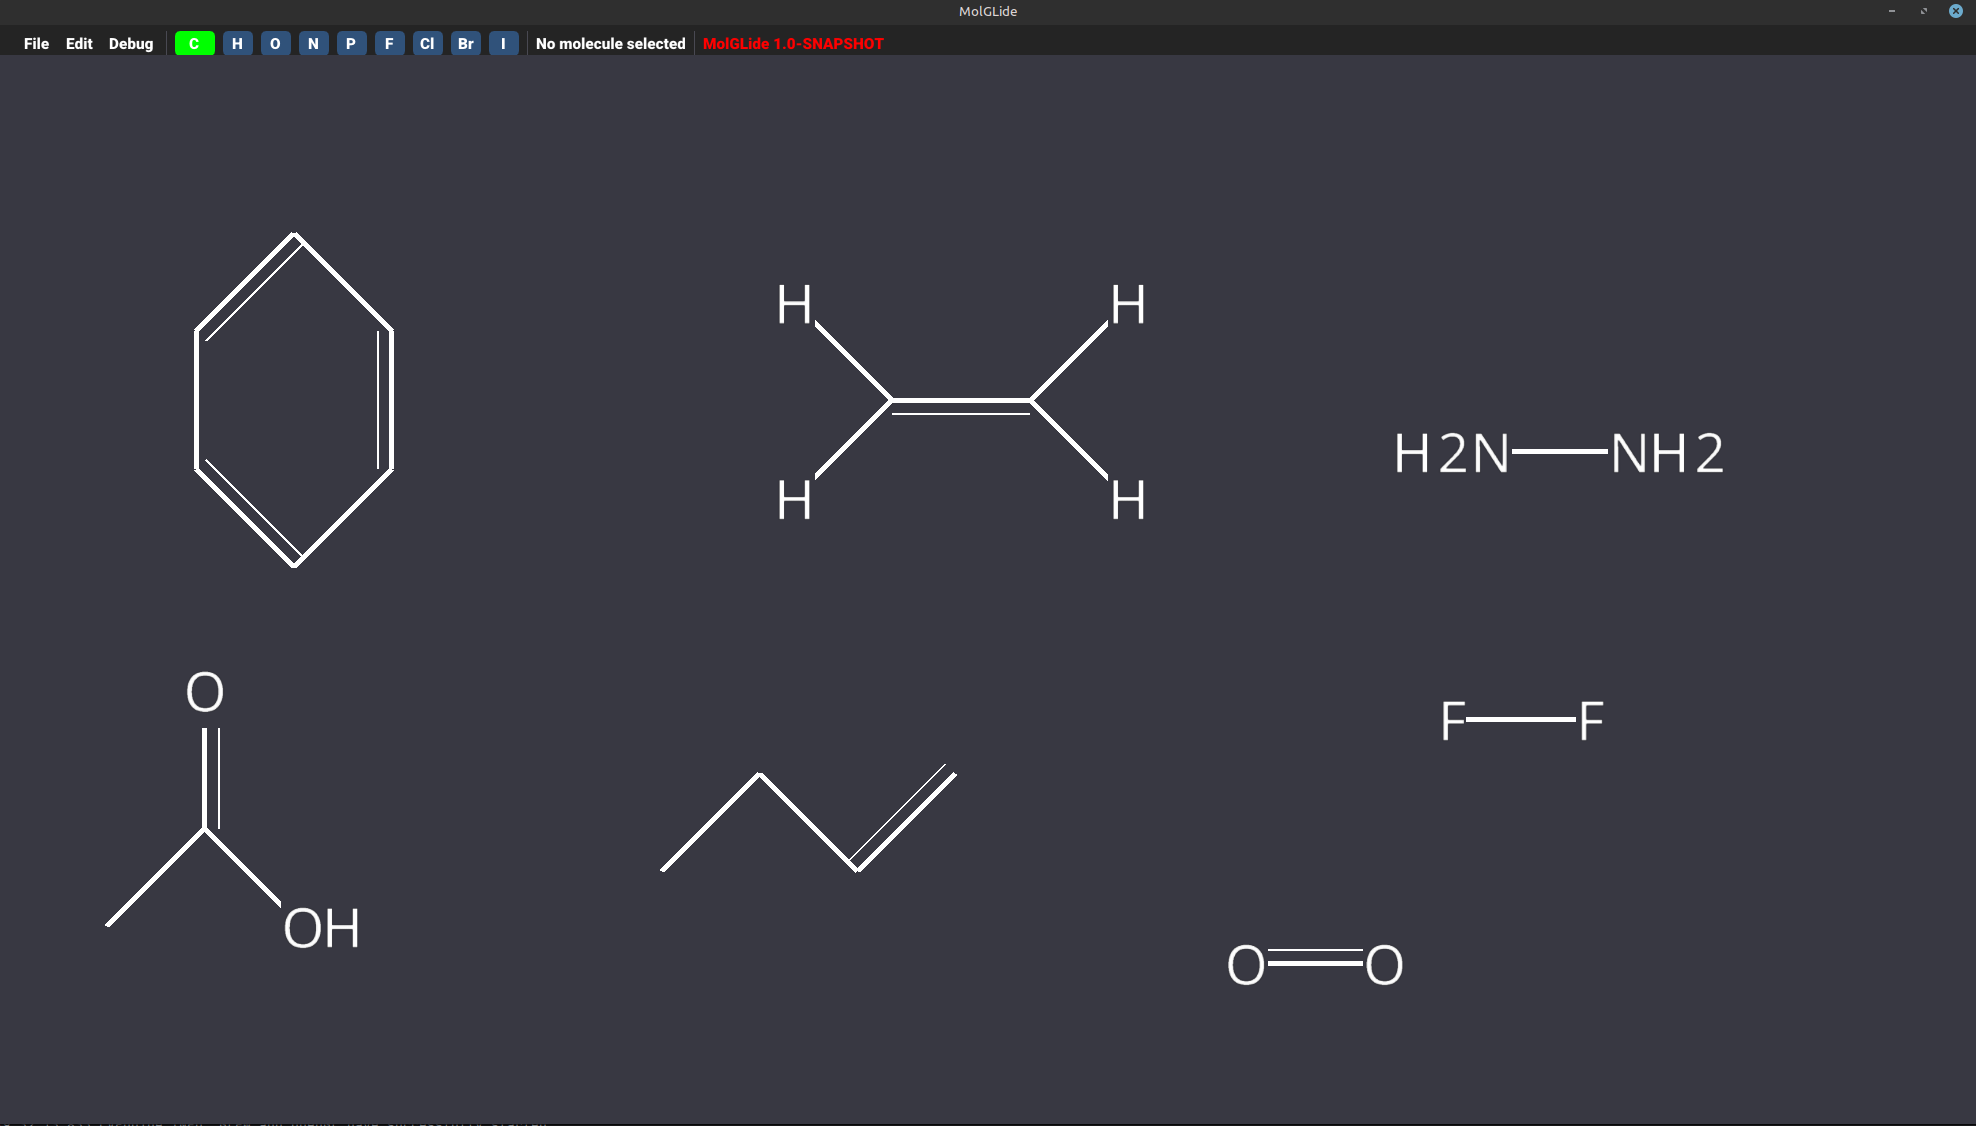 MolGLide
File Edit Debug C H O N P F Cl Br I No molecule selected MolGLide 1.0-SNAPSHOT
H H
H H
H2N NH2
O
OH
F F
O O